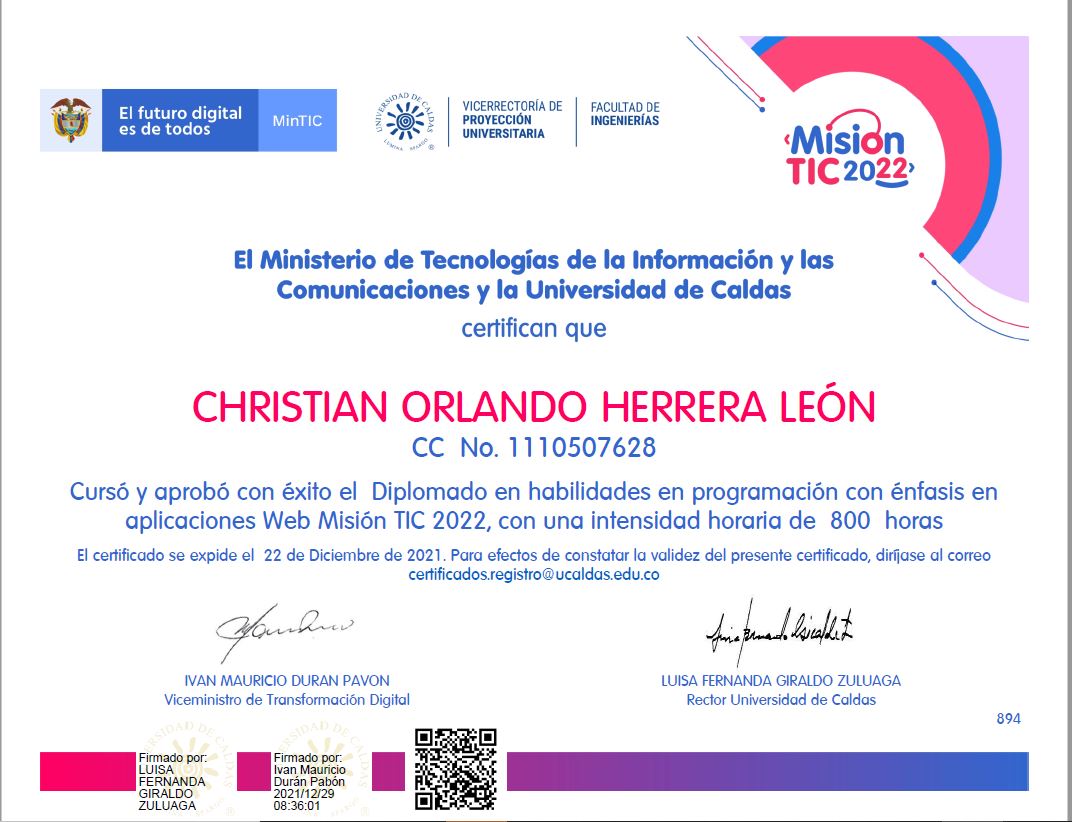 El futuro digital
es de todos
MinTIC
UNIVERSIDAD DE CALDAS
LUMINA SPARGO
®
VICERRECTORÍA DE
PROYECCIÓN
UNIVERSITARIA
FACULTAD DE
INGENIERÍAS
‹Misión
TIC 2022›
El Ministerio de Tecnologías de la Información y las
Comunicaciones y la Universidad de Caldas
certifican que
CHRISTIAN ORLANDO HERRERA LEÓN
CC No. 1110507628
Cursó y aprobó con éxito el Diplomado en habilidades en programación con énfasis en
aplicaciones Web Misión TIC 2022, con una intensidad horaria de 800 horas
El certificado se expide el 22 de Diciembre de 2021. Para efectos de constatar la validez del presente certificado, diríjase al correo
certificados.registro@ucaldas.edu.co
IVAN MAURICIO DURAN PAVON
Viceministro de Transformación Digital
LUISA FERNANDA GIRALDO ZULUAGA
Rector Universidad de Caldas
894
Firmado por:
LUISA
FERNANDA
GIRALDO
ZULUAGA
Firmado por:
Ivan Mauricio
Durán Pabón
2021/12/29
08:36:01